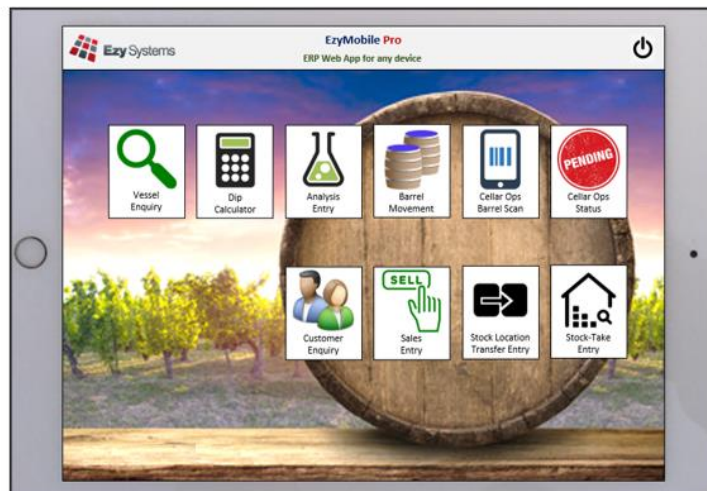 Ezy Systems
EzyMobile Pro
ERP Web App for any device
Vessel
Enquiry
Dip
Calculator
Analysis
Entry
Barrel
Movement
Cellar Ops
Barrel Scan
PENDING
Cellar Ops
Status
Customer
Enquiry
SELL
Sales
Entry
Stock Location
Transfer Entry
Stock-Take
Entry